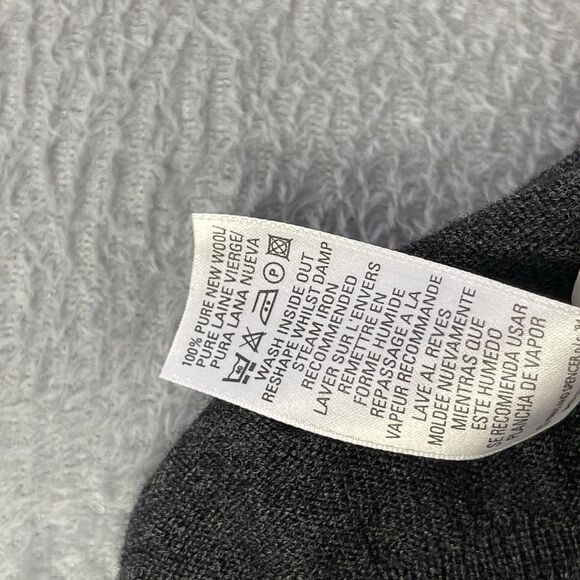 100% PURE NEW WOOL/
PURE LAINE VIERGE/
PURA LANA NUEVA
40 P
WASH INSIDE OUT
RESHAPE WHILST DAMP
STEAM IRON
RECOMMENDED
LAVER SUR L'ENVERS
REMETTRE EN
FORME HUMIDE
REPASSAGE A LA
VAPEUR RECOMMANDE
LAVE AL REYES
MOLDEE NUEVAMENTE
MIENTRAS QUE
ESTE HUMEDO
SE RECOMIENDA USAR
PLANCHA DE VAPOR